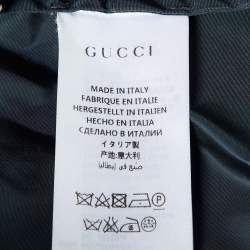 GUCCI
MADE IN ITALY
FABRIQUE EN ITALIE
HERGESTELLT IN ITALIEN
HECHO EN ITALIA
СДЕЛАНО В ИТАЛИИ
イタリア製
产地:意大利
صنع في إيطاليا